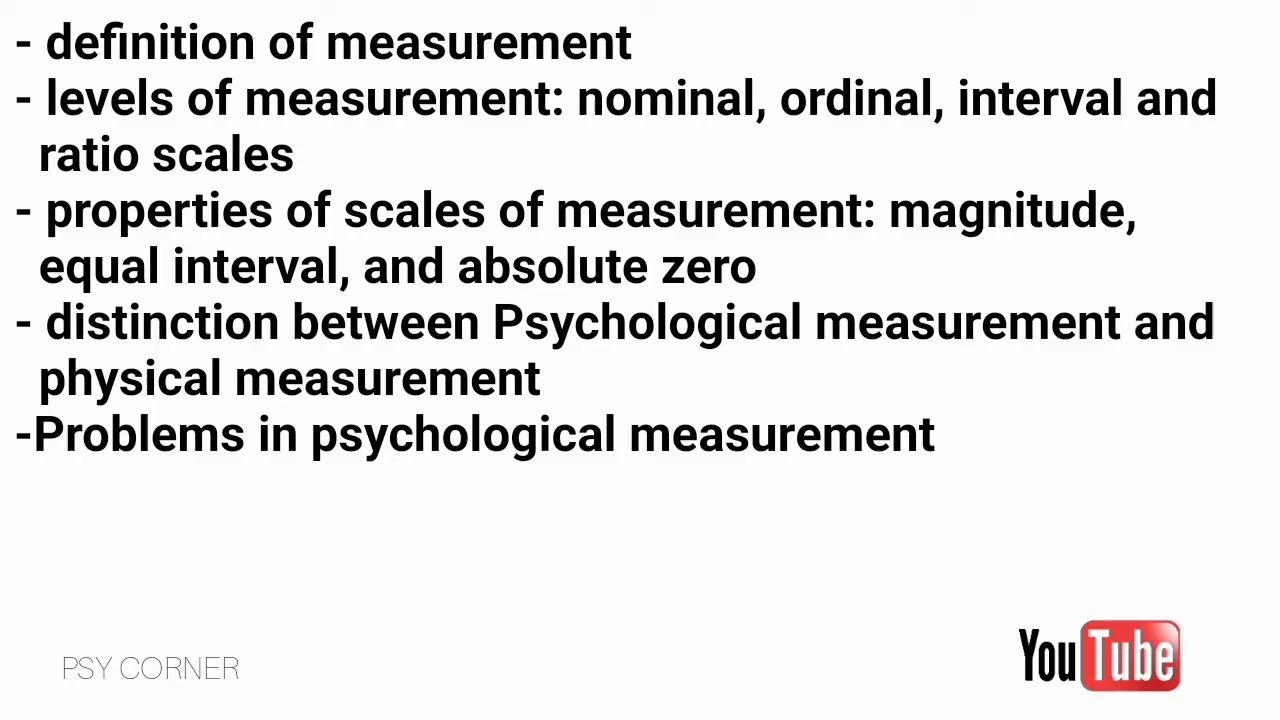 - definition of measurement
- levels of measurement: nominal, ordinal, interval and
ratio scales
- properties of scales of measurement: magnitude,
equal interval, and absolute zero
- distinction between Psychological measurement and
physical measurement
-Problems in psychological measurement
PSY CORNER
YouTube